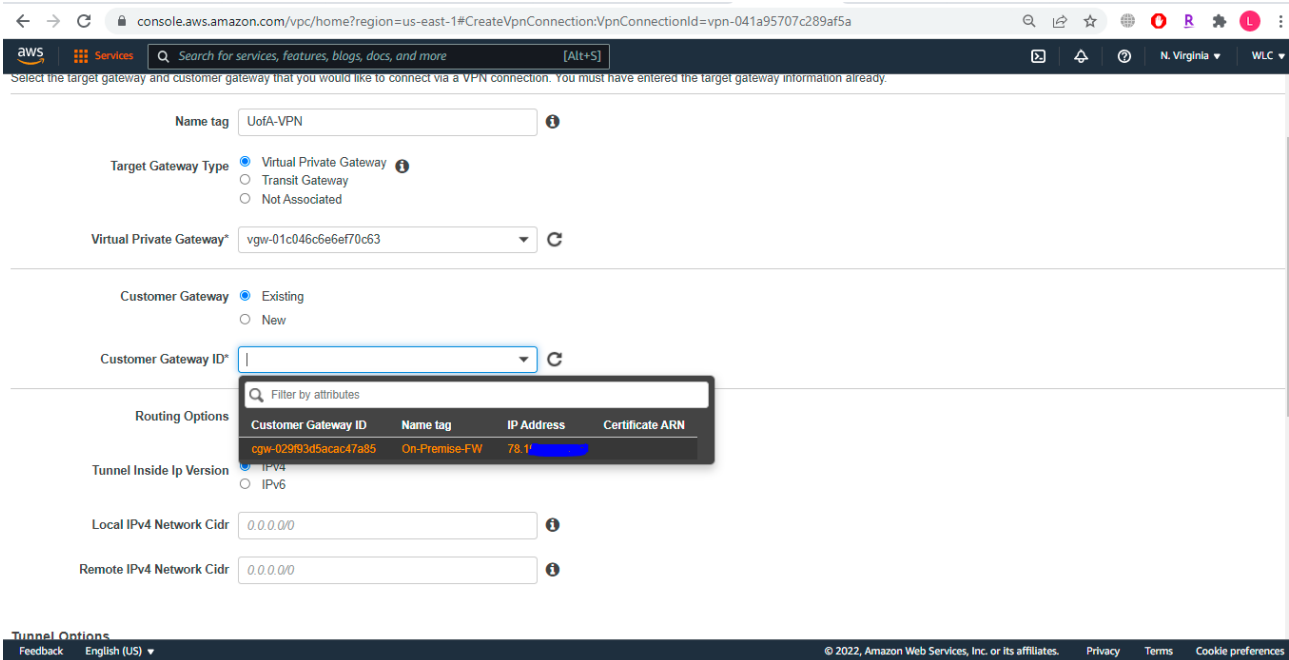 console.aws.amazon.com/vpc/home?region=us-east-1#CreateVpnConnection:VpnConnectionId=vpn-041a95707c289af5a
aws Services Search for services, features, blogs, docs, and more [Alt+S] N. Virginia WLC
Select the target gateway and customer gateway that you would like to connect via a VPN connection. You must have entered the target gateway information already.
Name tag UofA-VPN
Target Gateway Type Virtual Private Gateway
Transit Gateway
Not Associated
Virtual Private Gateway* vgw-01c046c6e6ef70c63
Customer Gateway Existing
New
Customer Gateway ID*
Filter by attributes
Routing Options
Customer Gateway ID Name tag IP Address Certificate ARN
cgw-029f93d5acac47a85 On-Premise-FW 78.1
Tunnel Inside Ip Version IPv4
IPv6
Local IPv4 Network Cidr 0.0.0.0/0
Remote IPv4 Network Cidr 0.0.0.0/0
Tunnel Options
Feedback English (US) © 2022, Amazon Web Services, Inc. or its affiliates. Privacy Terms Cookie preferences